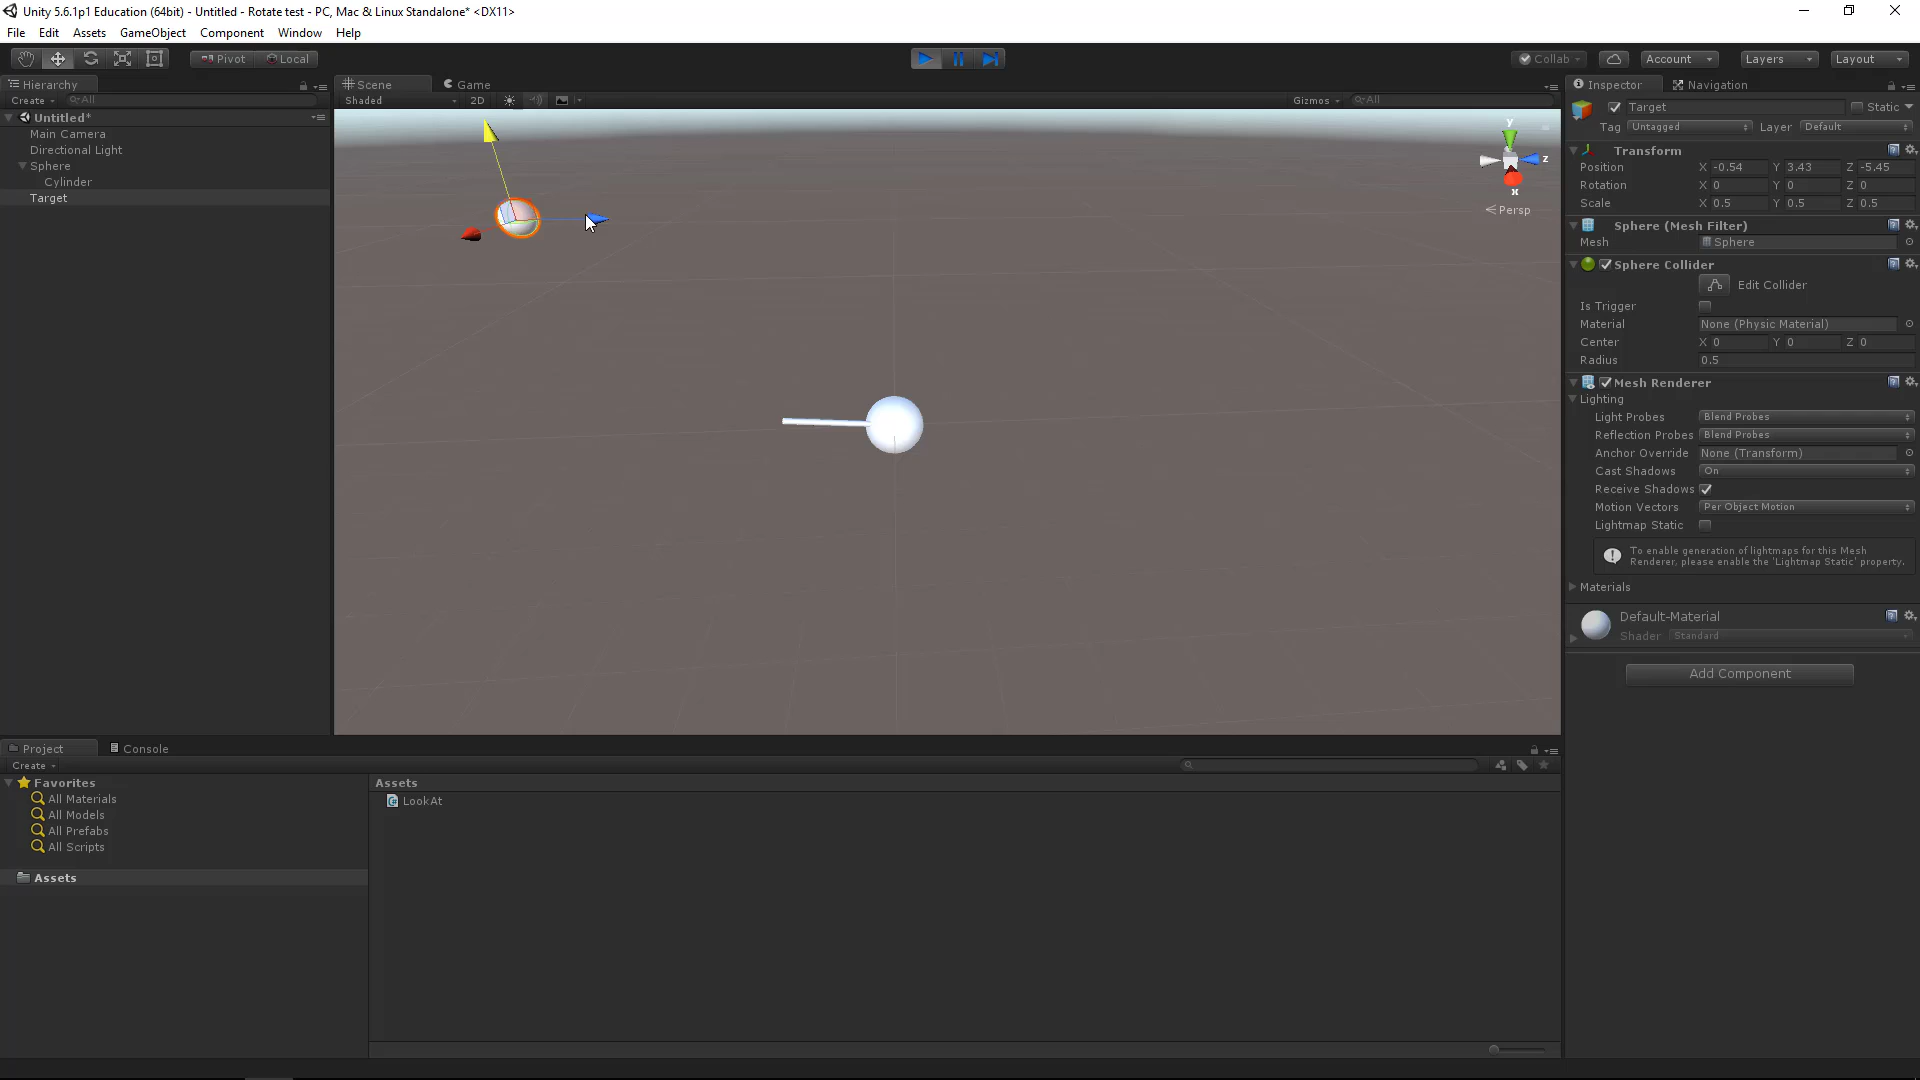 Unity 5.6.1p1 Education (64bit) - Untitled - Rotate test - PC, Mac & Linux Standalone* <DX11>
File Edit Assets GameObject Component Window Help
Pivot Local Collab Account Layers Layout
Hierarchy
Create All
Untitled*
Main Camera
Directional Light
Sphere
Cylinder
Target
Scene Game
Shaded 2D Gizmos All
y
z
x
Persp
Inspector Navigation
Target Static
Tag Untagged Layer Default
Transform
Position X -0.54 Y 3.43 Z -5.45
Rotation X 0 Y 0 Z 0
Scale X 0.5 Y 0.5 Z 0.5
Sphere (Mesh Filter)
Mesh Sphere
Sphere Collider
Edit Collider
Is Trigger
Material None (Physic Material)
Center X 0 Y 0 Z 0
Radius 0.5
Mesh Renderer
Lighting
Light Probes Blend Probes
Reflection Probes Blend Probes
Anchor Override None (Transform)
Cast Shadows On
Receive Shadows
Motion Vectors Per Object Motion
Lightmap Static
To enable generation of lightmaps for this Mesh
Renderer, please enable the 'Lightmap Static' property.
Materials
Default-Material
Shader Standard
Add Component
Project Console
Create
Favorites
All Materials
All Models
All Prefabs
All Scripts
Assets
Assets
LookAt